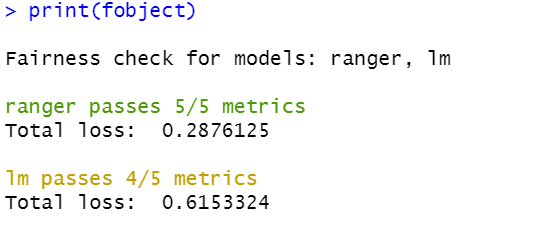 > print(fobject)
Fairness check for models: ranger, lm
ranger passes 5/5 metrics
Total loss:  0.2876125
lm passes 4/5 metrics
Total loss:  0.6153324